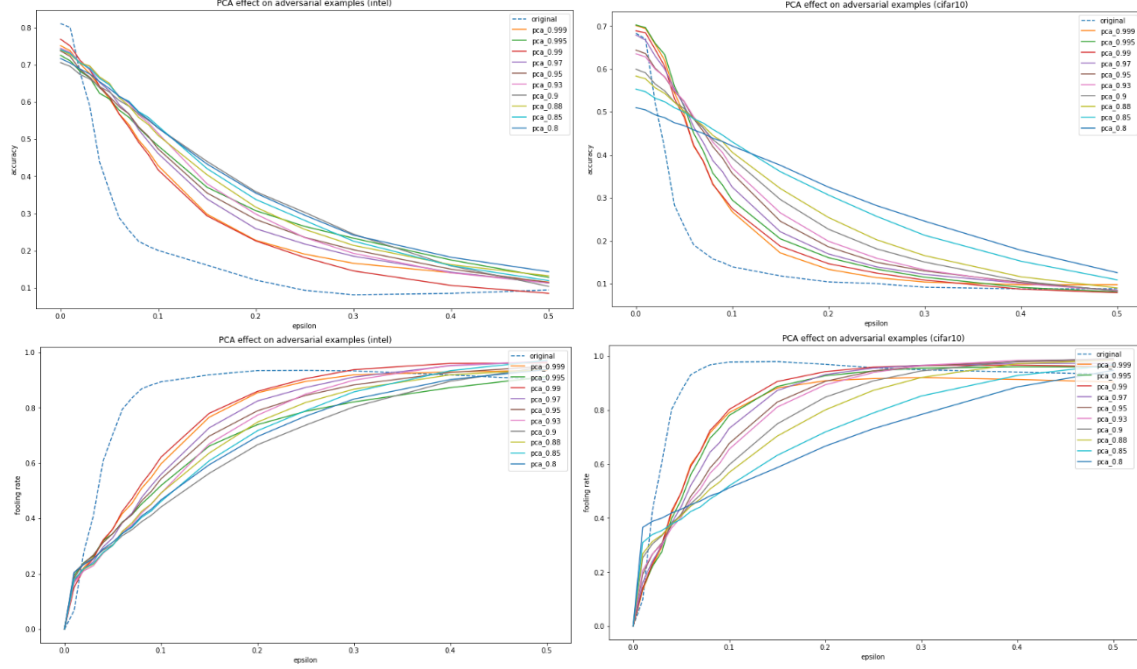 PCA effect on adversarial examples (intel)
accuracy
0.8
0.7
0.6
0.5
0.4
0.3
0.2
0.1
0.0 0.1 0.2 0.3 0.4 0.5
epsilon
original
pca_0.999
pca_0.995
pca_0.99
pca_0.97
pca_0.95
pca_0.93
pca_0.9
pca_0.88
pca_0.85
pca_0.8
PCA effect on adversarial examples (cifar10)
accuracy
0.8
0.7
0.6
0.5
0.4
0.3
0.2
0.1
0.0 0.1 0.2 0.3 0.4 0.5
epsilon
original
pca_0.999
pca_0.995
pca_0.99
pca_0.97
pca_0.95
pca_0.93
pca_0.9
pca_0.88
pca_0.85
pca_0.8
PCA effect on adversarial examples (intel)
fooling rate
1.0
0.8
0.6
0.4
0.2
0.0
0.0 0.1 0.2 0.3 0.4 0.5
epsilon
original
pca_0.999
pca_0.995
pca_0.99
pca_0.97
pca_0.95
pca_0.93
pca_0.9
pca_0.88
pca_0.85
pca_0.8
PCA effect on adversarial examples (cifar10)
fooling rate
1.0
0.8
0.6
0.4
0.2
0.0
0.0 0.1 0.2 0.3 0.4 0.5
epsilon
original
pca_0.999
pca_0.995
pca_0.99
pca_0.97
pca_0.95
pca_0.93
pca_0.9
pca_0.88
pca_0.85
pca_0.8